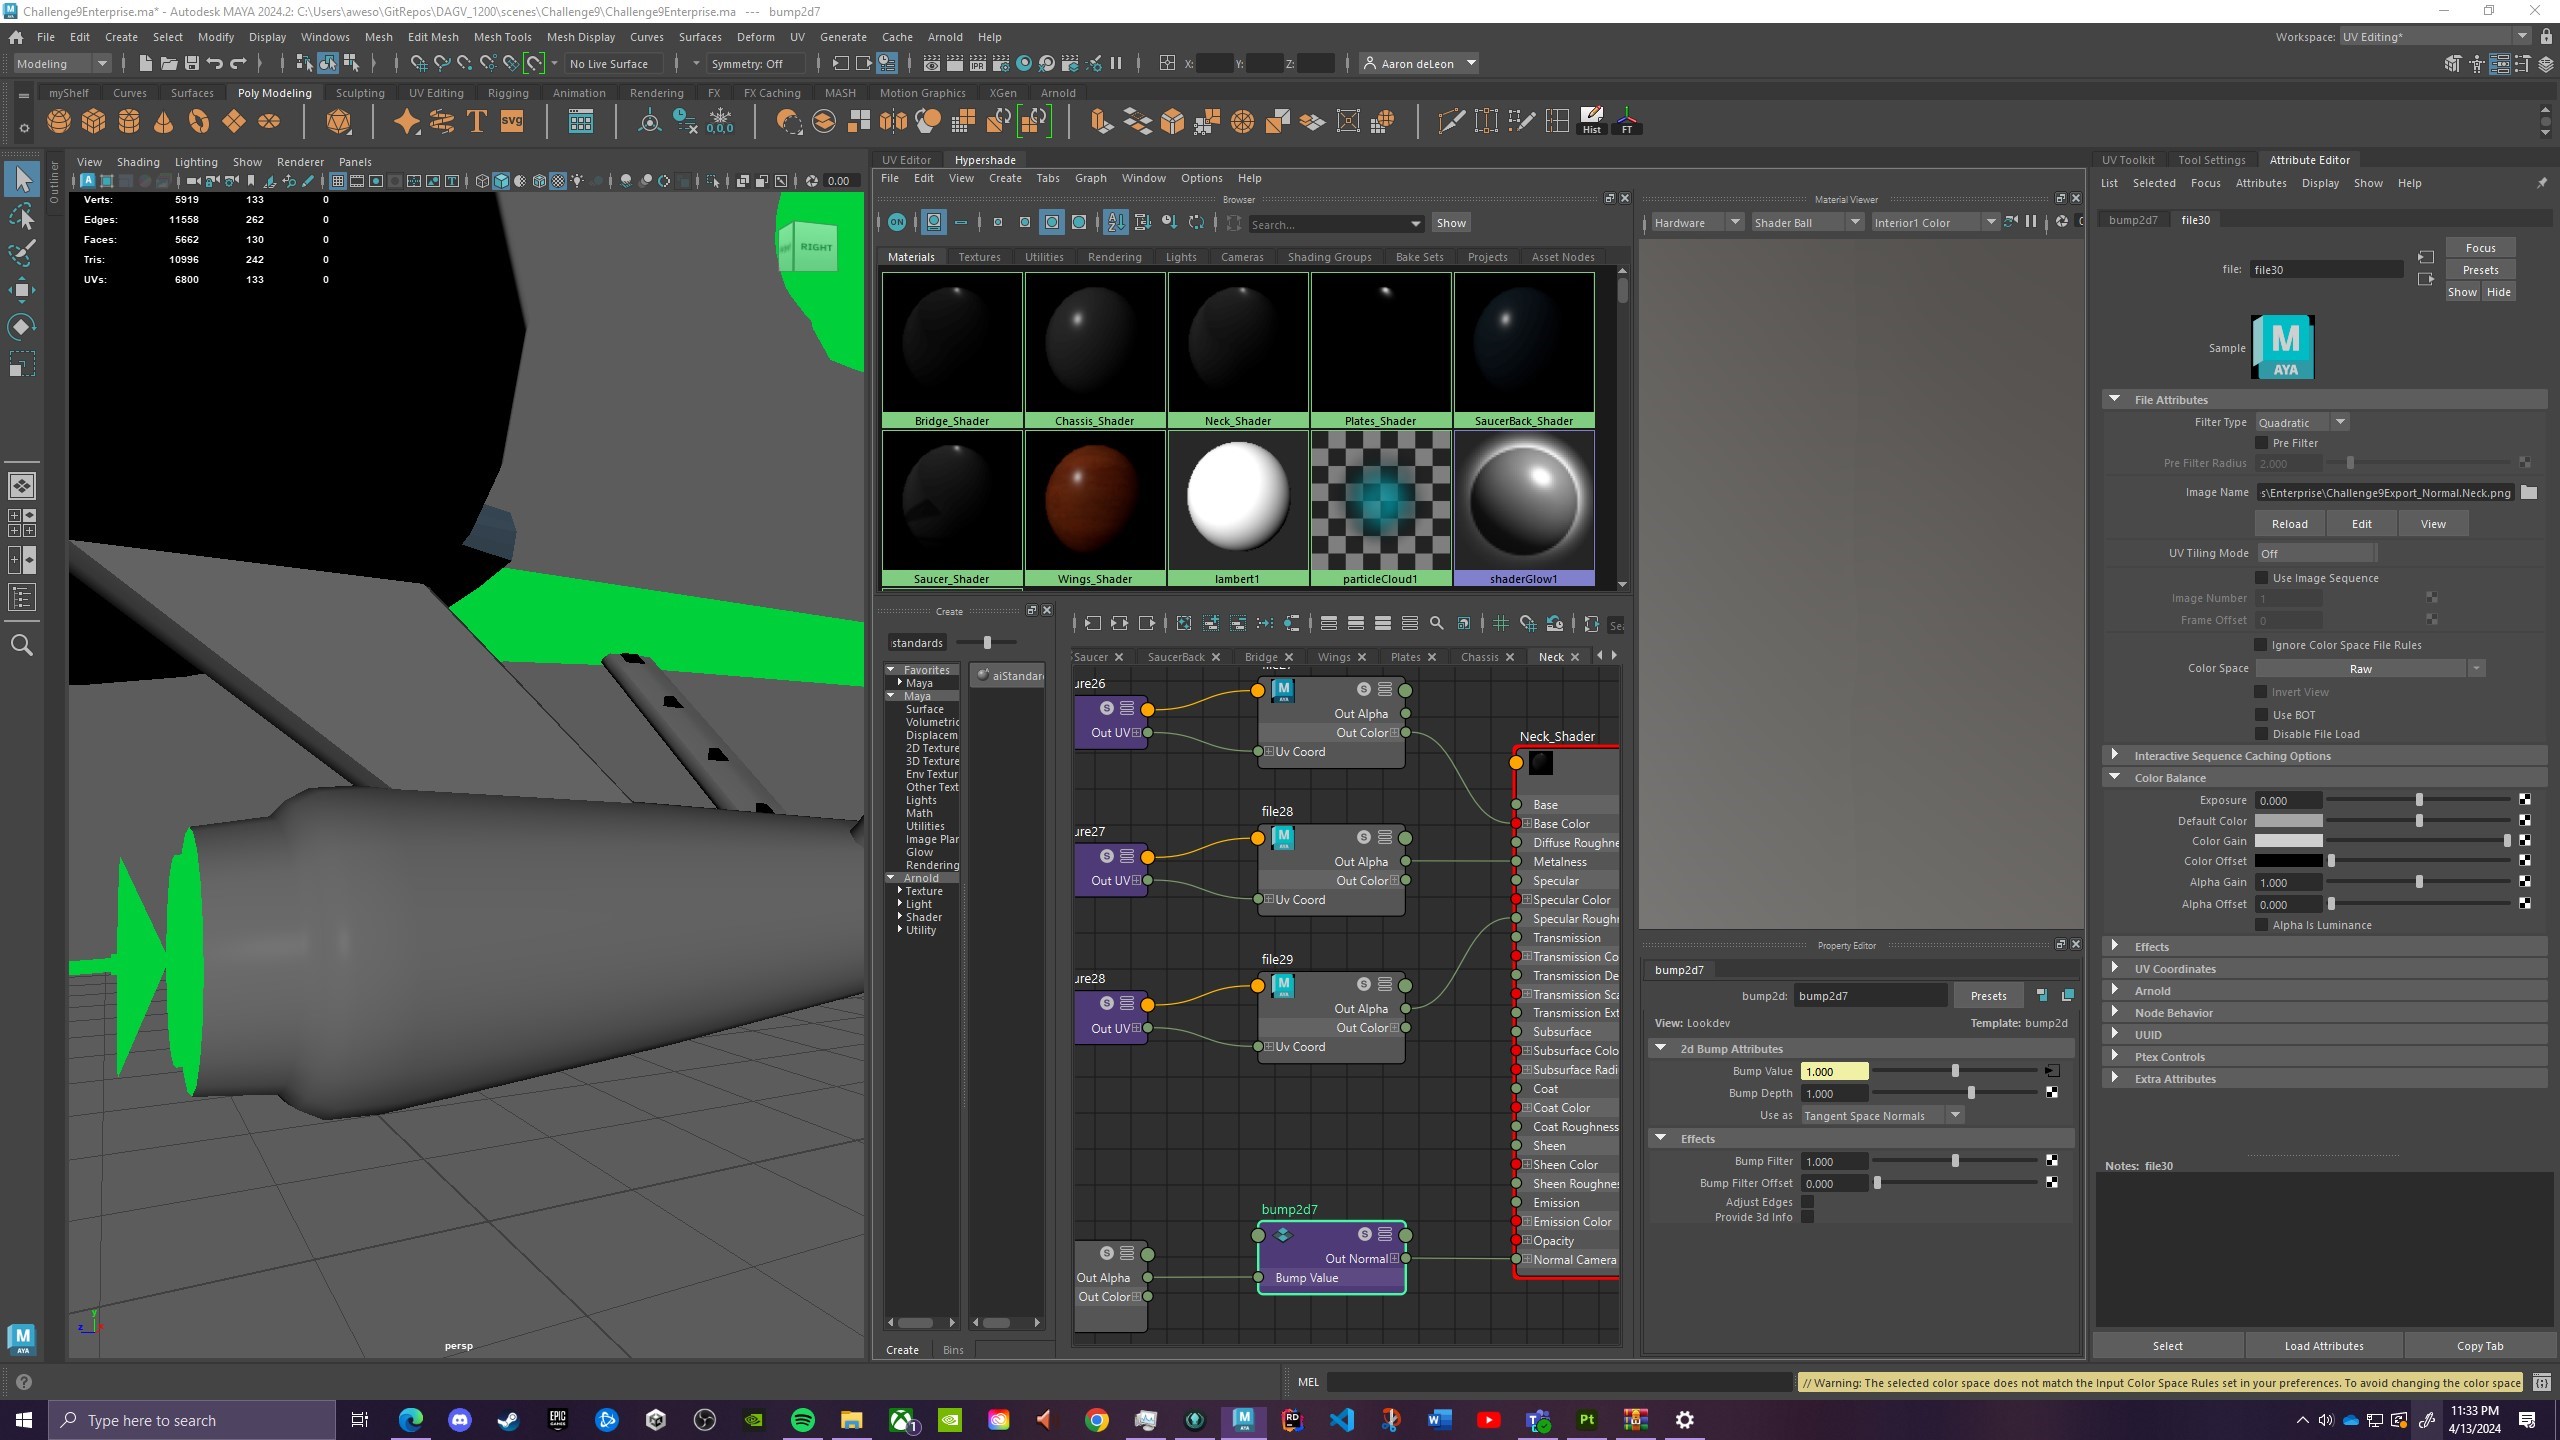 Challenge9Enterprise.ma* - Autodesk MAYA 2024.2: C:\Users\aweso\GitRepos\DAGV_1200\scenes\Challenge9\Challenge9Enterprise.ma --- bump2d7
File Edit Create Select Modify Display Windows Mesh Edit Mesh Mesh Tools Mesh Display Curves Surfaces Deform UV Generate Cache Arnold Help
Workspace: UV Editing*
Modeling No Live Surface Symmetry: Off X: Y: Z: Aaron deLeon
myShelf Curves Surfaces Poly Modeling Sculpting UV Editing Rigging Animation Rendering FX FX Caching MASH Motion Graphics XGen Arnold
T SVG 0,0,0 Hist FT
Outliner
View Shading Lighting Show Renderer Panels
0.00
Verts: 5919 133 0
Edges: 11558 262 0
Faces: 5662 130 0
Tris: 10996 242 0
UVs: 6800 133 0
RIGHT
persp
y
z
UV Editor Hypershade
File Edit View Create Tabs Graph Window Options Help
Browser
ON Search... Show
Materials Textures Utilities Rendering Lights Cameras Shading Groups Bake Sets Projects Asset Nodes
Bridge_Shader Chassis_Shader Neck_Shader Plates_Shader SaucerBack_Shader
Saucer_Shader Wings_Shader lambert1 particleCloud1 shaderGlow1
Create
standards
Favorites
Maya
Maya
Surface
Volumetric
Displacem
2D Texture
3D Texture
Env Textur
Other Text
Lights
Math
Utilities
Image Plar
Glow
Rendering
Arnold
Texture
Light
Shader
Utility
aiStandar
Create Bins
Saucer SaucerBack Bridge Wings Plates Chassis Neck
ure26
Out UV
Out Alpha
Out Color
Uv Coord
file28
ure27
Out UV
Out Alpha
Out Color
Uv Coord
file29
ure28
Out UV
Out Alpha
Out Color
Uv Coord
bump2d7
Out Normal
Bump Value
Out Alpha
Out Color
Neck_Shader
Base
Base Color
Diffuse Roughne
Metalness
Specular
Specular Color
Specular Roughn
Transmission
Transmission Co
Transmission De
Transmission Sca
Transmission Ext
Subsurface
Subsurface Colo
Subsurface Radi
Coat
Coat Color
Coat Roughness
Sheen
Sheen Color
Sheen Roughnes
Emission
Emission Color
Opacity
Normal Camera
Material Viewer
Hardware Shader Ball Interior1 Color
Property Editor
bump2d7
bump2d: bump2d7 Presets
View: Lookdev Template: bump2d
2d Bump Attributes
Bump Value 1.000
Bump Depth 1.000
Use as Tangent Space Normals
Effects
Bump Filter 1.000
Bump Filter Offset 0.000
Adjust Edges
Provide 3d Info
UV Toolkit Tool Settings Attribute Editor
List Selected Focus Attributes Display Show Help
bump2d7 file30
Focus
file: file30 Presets
Show Hide
Sample
M
AYA
File Attributes
Filter Type Quadratic
Pre Filter
Pre Filter Radius 2.000
Image Name s\Enterprise\Challenge9Export_Normal.Neck.png
Reload Edit View
UV Tiling Mode Off
Use Image Sequence
Image Number 1
Frame Offset 0
Ignore Color Space File Rules
Color Space Raw
Invert View
Use BOT
Disable File Load
Interactive Sequence Caching Options
Color Balance
Exposure 0.000
Default Color
Color Gain
Color Offset
Alpha Gain 1.000
Alpha Offset 0.000
Alpha Is Luminance
Effects
UV Coordinates
Arnold
Node Behavior
UUID
Ptex Controls
Extra Attributes
Notes: file30
Select Load Attributes Copy Tab
MEL
// Warning: The selected color space does not match the Input Color Space Rules set in your preferences. To avoid changing the color space
Type here to search
11:33 PM
4/13/2024